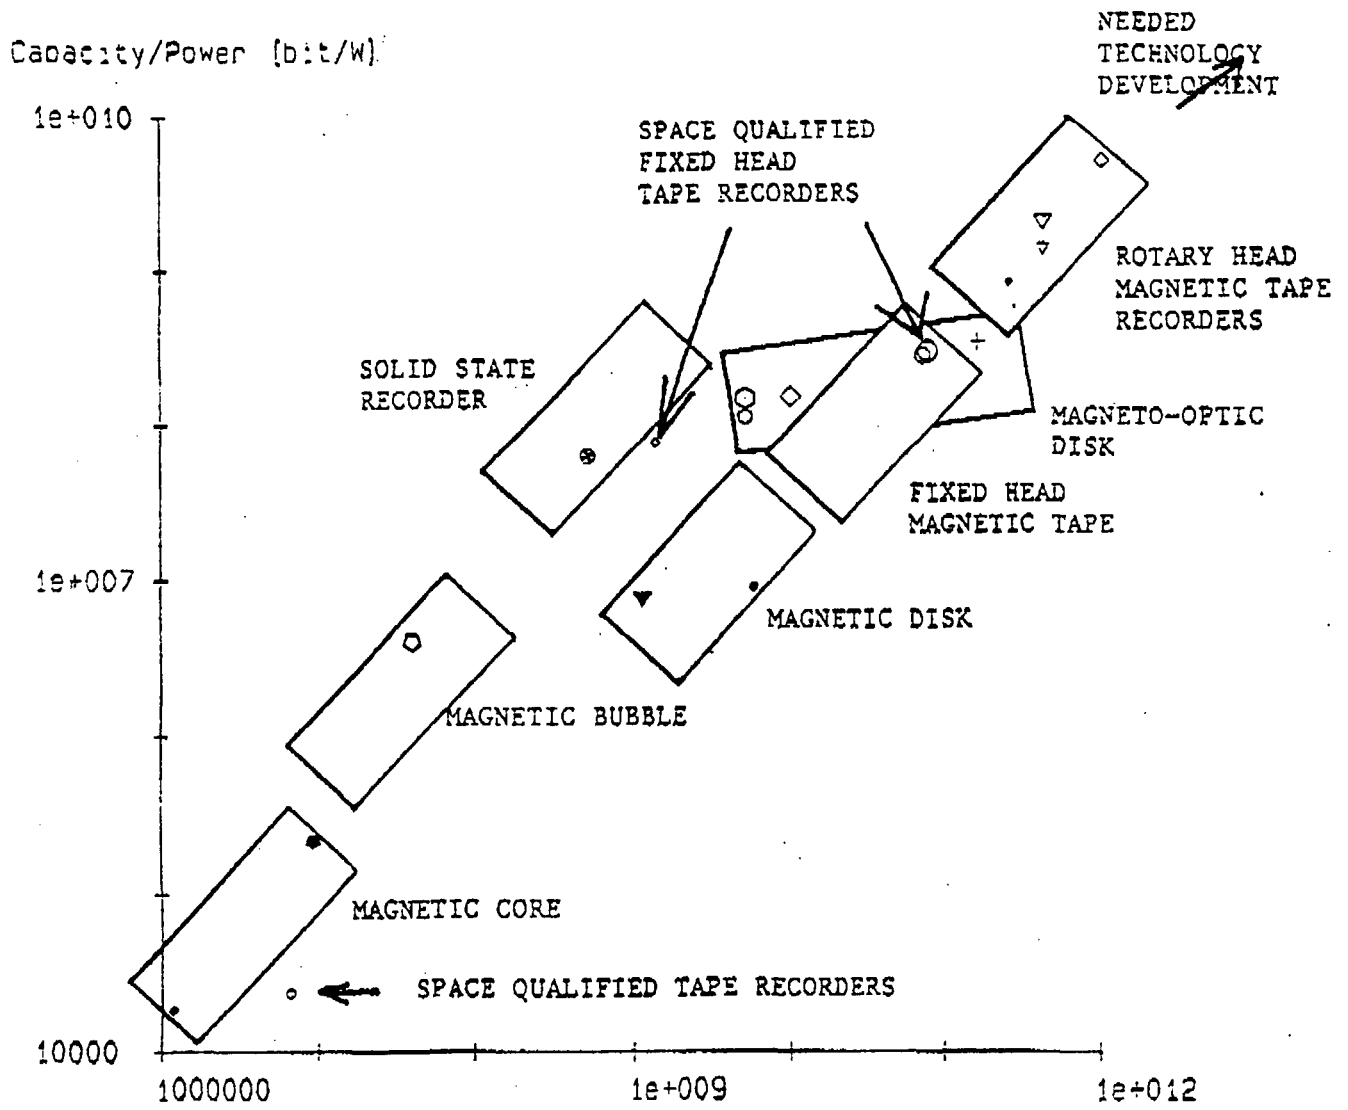 NEEDED
TECHNOLOGY
DEVELOPMENT
Capacity/Power [bit/W]
1e+010
SPACE QUALIFIED
FIXED HEAD
TAPE RECORDERS
ROTARY HEAD
MAGNETIC TAPE
RECORDERS
SOLID STATE
RECORDER
MAGNETO-OPTIC
DISK
FIXED HEAD
MAGNETIC TAPE
1e+007
MAGNETIC DISK
MAGNETIC BUBBLE
MAGNETIC CORE
SPACE QUALIFIED TAPE RECORDERS
10000
1000000
1e+009
1e+012